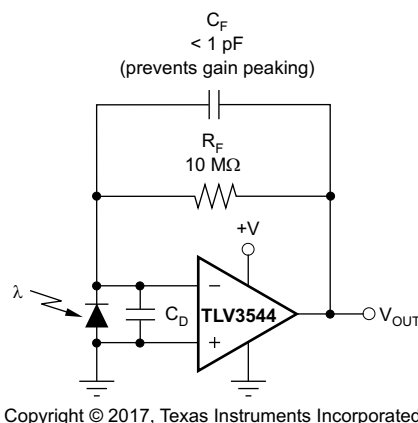 C_F
< 1 pF
(prevents gain peaking)
R_F
10 MΩ
+V
λ
−
C_D
TLV3544
+
V_OUT
Copyright © 2017, Texas Instruments Incorporated